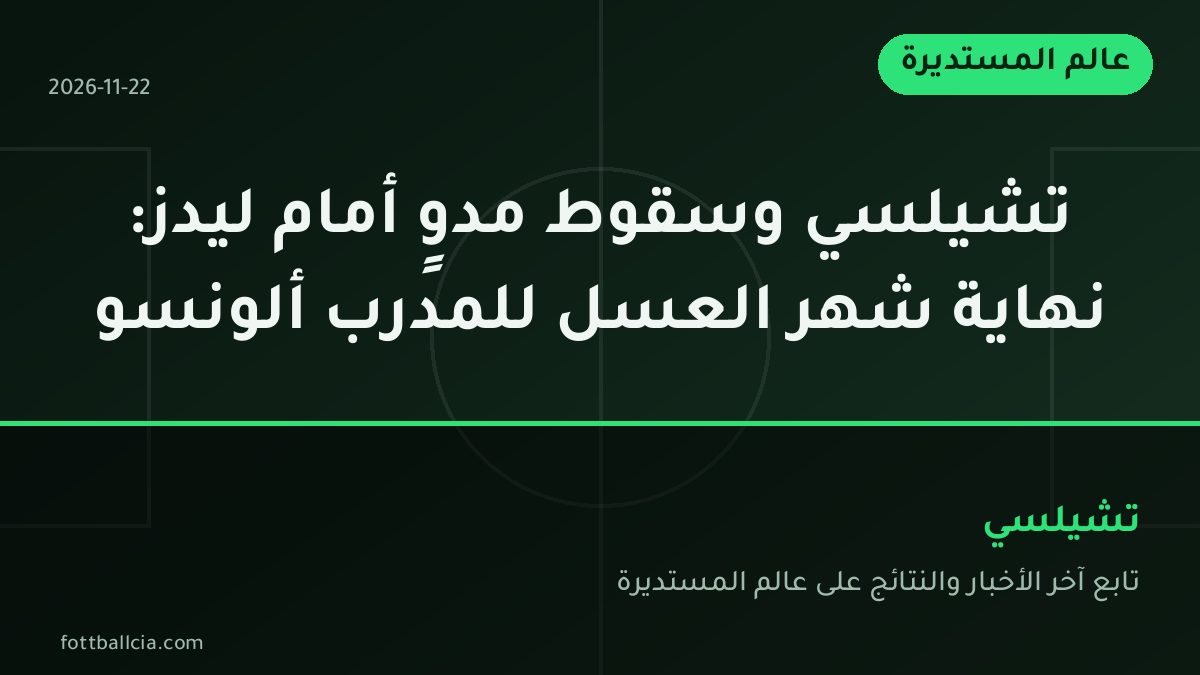 عالم المستديرة
2026-11-22
تشيلسي وسقوط مدوٍ أمام ليدز:
نهاية شهر العسل للمدرب ألونسو
تشيلسي
تابع آخر الأخبار والنتائج على عالم المستديرة
fottballcia.com